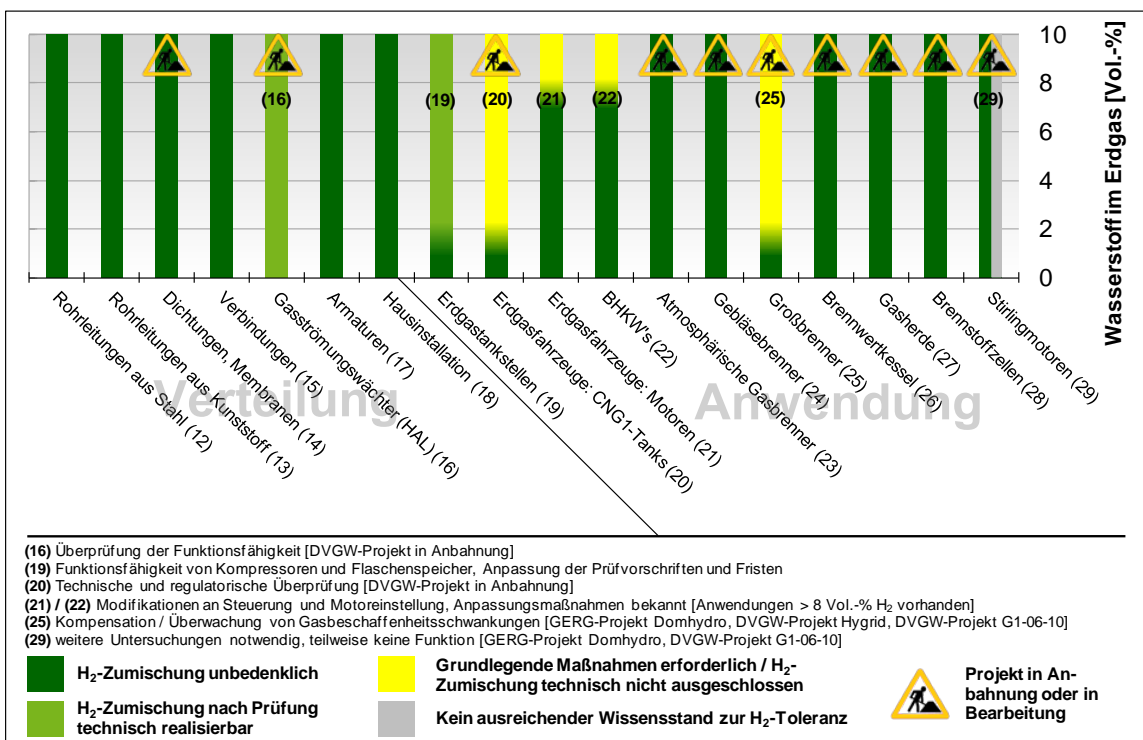 10
8
6
4
2
0
Wasserstoff im Erdgas [Vol.-%]
(16)
(19)
(20)
(21)
(22)
(25)
(29)
Verteilung
Anwendung
Rohrleitungen aus Stahl (12)
Rohrleitungen aus Kunststoff (13)
Dichtungen, Membranen (14)
Verbindungen (15)
Gasströmungswächter (HAL) (16)
Armaturen (17)
Hausinstallation (18)
Erdgastankstellen (19)
Erdgasfahrzeuge: CNG1-Tanks (20)
Erdgasfahrzeuge: Motoren (21)
BHKW's (22)
Atmosphärische Gasbrenner (23)
Gebläsebrenner (24)
Großbrenner (25)
Brennwertkessel (26)
Gasherde (27)
Brennstoffzellen (28)
Stirlingmotoren (29)
(16) Überprüfung der Funktionsfähigkeit [DVGW-Projekt in Anbahnung]
(19) Funktionsfähigkeit von Kompressoren und Flaschenspeicher, Anpassung der Prüfvorschriften und Fristen
(20) Technische und regulatorische Überprüfung [DVGW-Projekt in Anbahnung]
(21) / (22) Modifikationen an Steuerung und Motoreinstellung, Anpassungsmaßnahmen bekannt [Anwendungen > 8 Vol.-% H₂ vorhanden]
(25) Kompensation / Überwachung von Gasbeschaffenheitsschwankungen [GERG-Projekt Domhydro, DVGW-Projekt Hygrid, DVGW-Projekt G1-06-10]
(29) weitere Untersuchungen notwendig, teilweise keine Funktion [GERG-Projekt Domhydro, DVGW-Projekt G1-06-10]
H₂-Zumischung unbedenklich
H₂-Zumischung nach Prüfung
technisch realisierbar
Grundlegende Maßnahmen erforderlich / H₂-
Zumischung technisch nicht ausgeschlossen
Kein ausreichender Wissensstand zur H₂-Toleranz
Projekt in An-
bahnung oder in
Bearbeitung